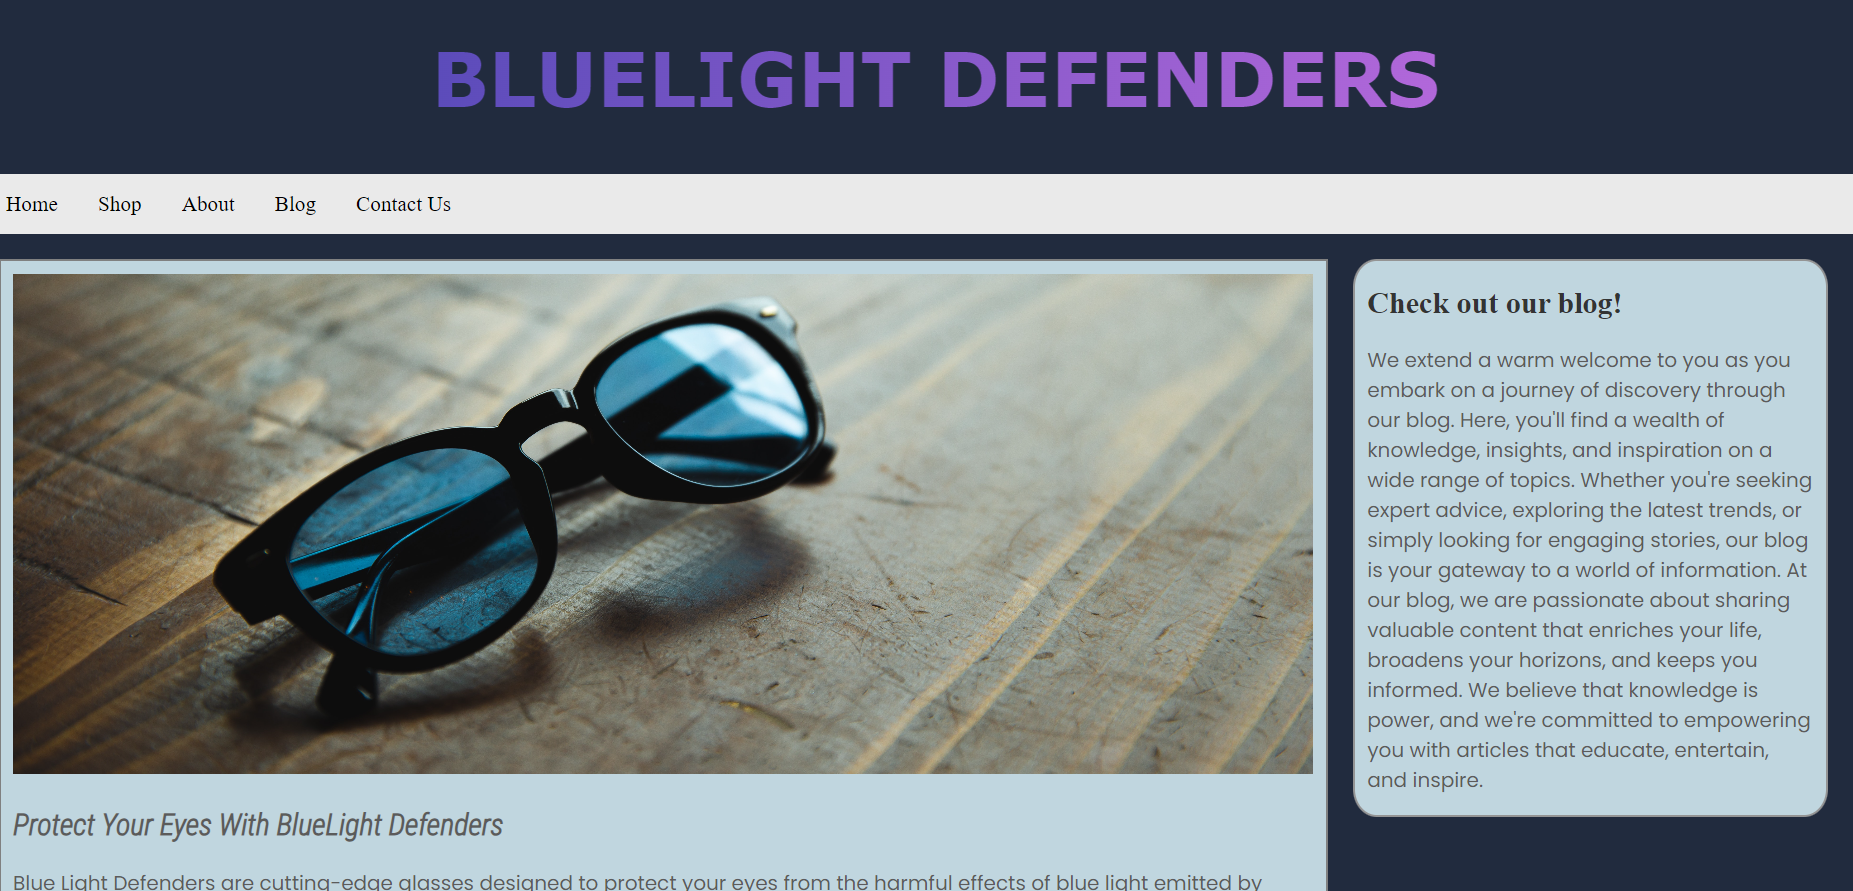 BLUELIGHT DEFENDERS
Home Shop About Blog Contact Us
Check out our blog!
We extend a warm welcome to you as you
embark on a journey of discovery through
our blog. Here, you'll find a wealth of
knowledge, insights, and inspiration on a
wide range of topics. Whether you're seeking
expert advice, exploring the latest trends, or
simply looking for engaging stories, our blog
is your gateway to a world of information. At
our blog, we are passionate about sharing
valuable content that enriches your life,
broadens your horizons, and keeps you
informed. We believe that knowledge is
power, and we're committed to empowering
you with articles that educate, entertain,
and inspire.
Protect Your Eyes With BlueLight Defenders
Blue Light Defenders are cutting-edge glasses designed to protect your eyes from the harmful effects of blue light emitted by